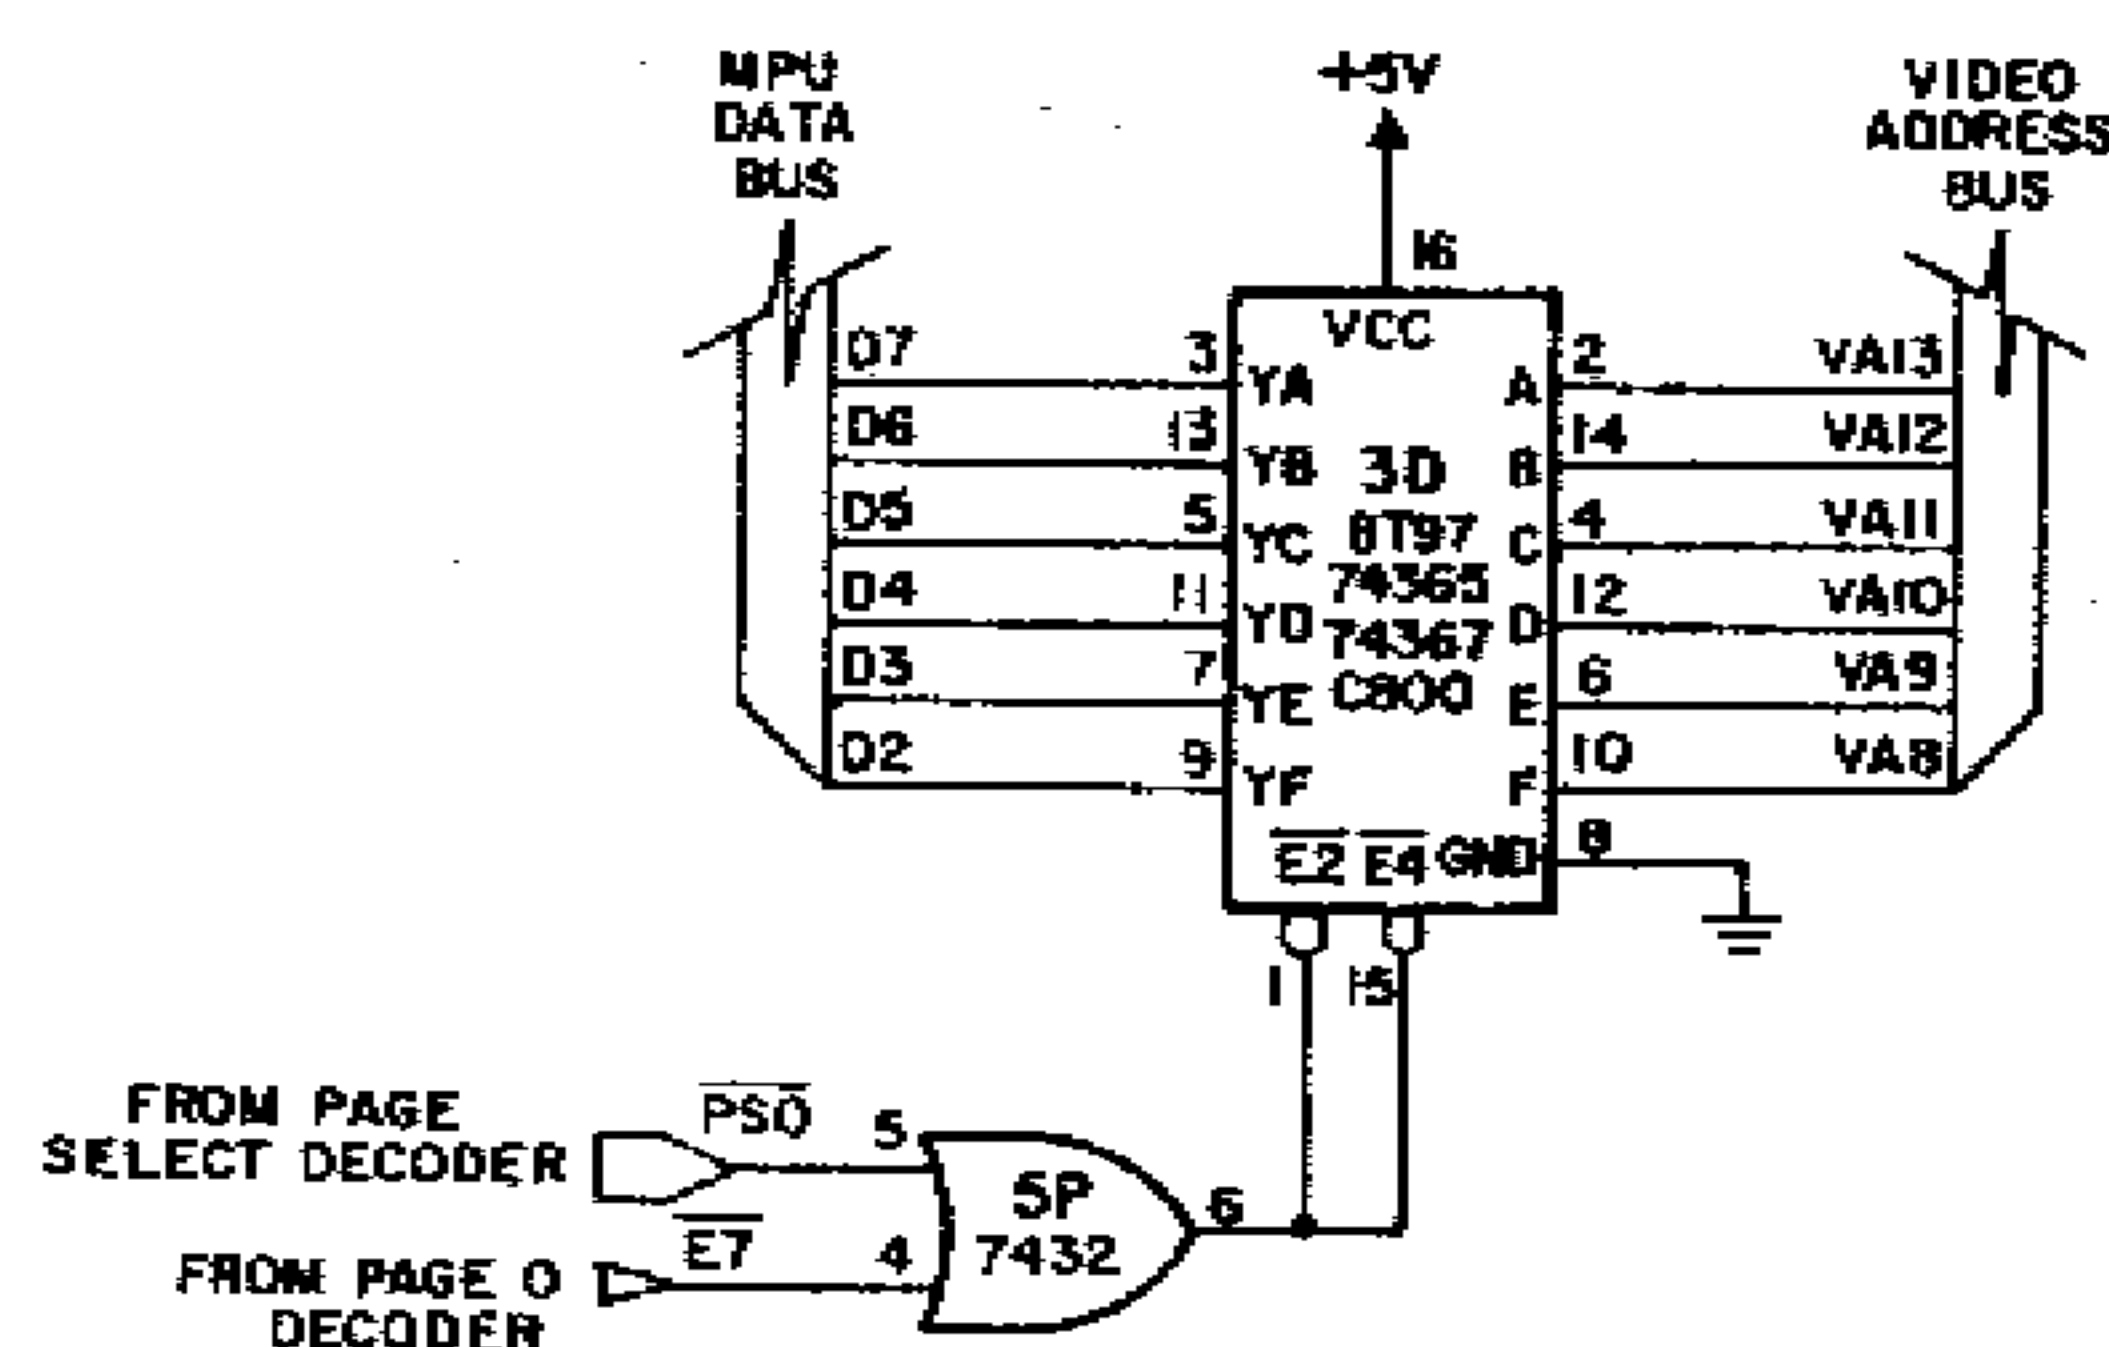 MPU
DATA
BUS
+5V
VIDEO
ADDRESS
BUS
16
VCC
D7 3 YA A 2 VA13
D6 13 YB B 14 VA12
3D
D5 5 YC C 4 VA11
8T97
74365
D4 11 YD D 12 VA10
74367
D3 7 YE E 6 VA9
C800
D2 9 YF F 10 VA8
E2 E4 GND 8
1 15
FROM PAGE
SELECT DECODER
PS0 5
5P
7432
6
E7 4
FROM PAGE 0
DECODER